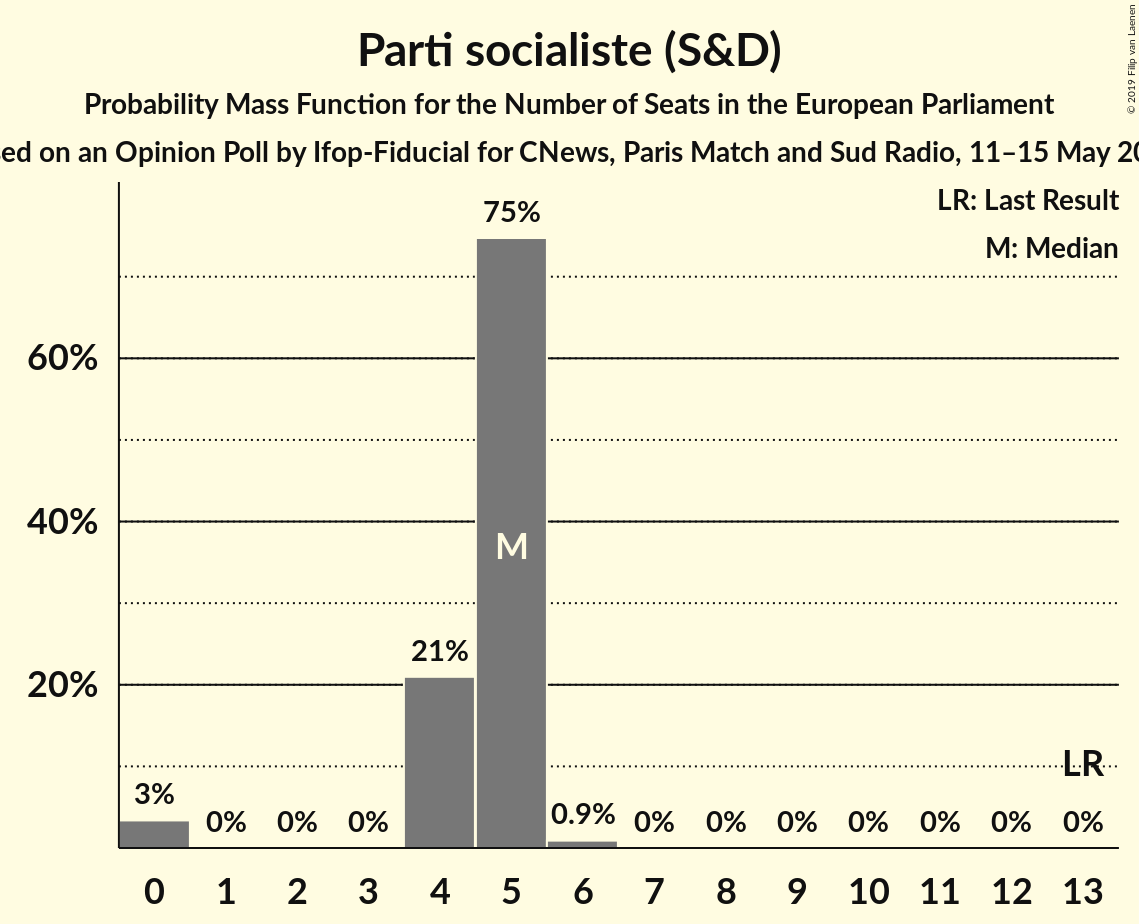 Parti socialiste (S&D)
Probability Mass Function for the Number of Seats in the European Parliament
on an Opinion Poll by Ifop-Fiducial for CNews, Paris Match and Sud Radio, 11–15 May
© 2019 Filip van Laenen
LR: Last Result
M: Median
75%
60%
40%
M
21%
20%
LR
3%
0%
0%
0%
0.9%
0%
0%
0%
0%
0%
0%
0%
0 1 2 3 4 5 6 7 8 9 10 11 12 13